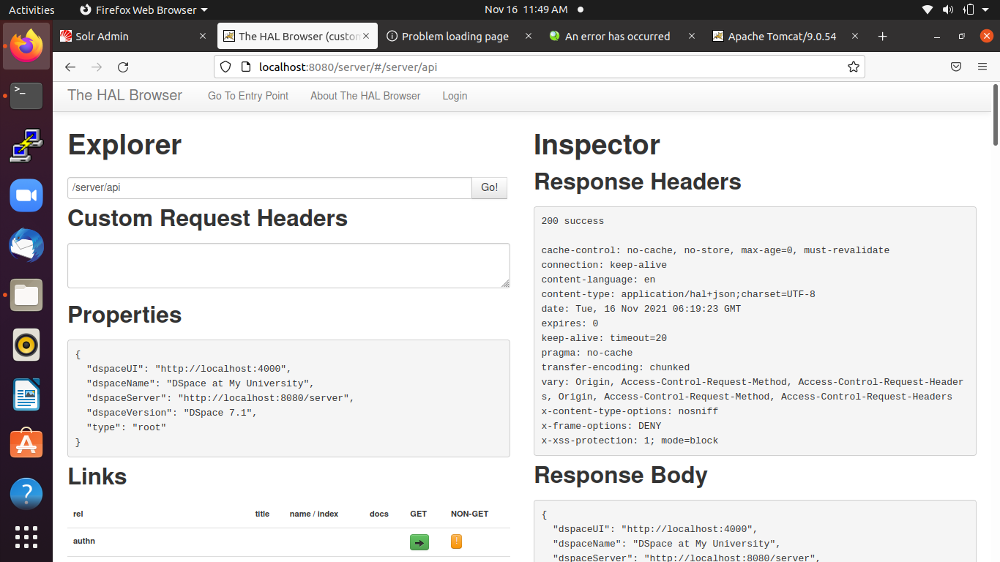 Activities
Firefox Web Browser
Nov 16 11:49 AM
Solr Admin
The HAL Browser (custom
Problem loading page
An error has occurred
Apache Tomcat/9.0.54
localhost:8080/server/#/server/api
The HAL Browser
Go To Entry Point
About The HAL Browser
Login
Explorer
/server/api
Go!
Custom Request Headers
Properties
{
"dspaceUI": "http://localhost:4000",
"dspaceName": "DSpace at My University",
"dspaceServer": "http://localhost:8080/server",
"dspaceVersion": "DSpace 7.1",
"type": "root"
}
Links
rel title name / index docs GET NON-GET
authn
Inspector
Response Headers
200 success
cache-control: no-cache, no-store, max-age=0, must-revalidate
connection: keep-alive
content-language: en
content-type: application/hal+json;charset=UTF-8
date: Tue, 16 Nov 2021 06:19:23 GMT
expires: 0
keep-alive: timeout=20
pragma: no-cache
transfer-encoding: chunked
vary: Origin, Access-Control-Request-Method, Access-Control-Request-Header
s, Origin, Access-Control-Request-Method, Access-Control-Request-Headers
x-content-type-options: nosniff
x-frame-options: DENY
x-xss-protection: 1; mode=block
Response Body
{
"dspaceUI": "http://localhost:4000",
"dspaceName": "DSpace at My University",
"dspaceServer": "http://localhost:8080/server",